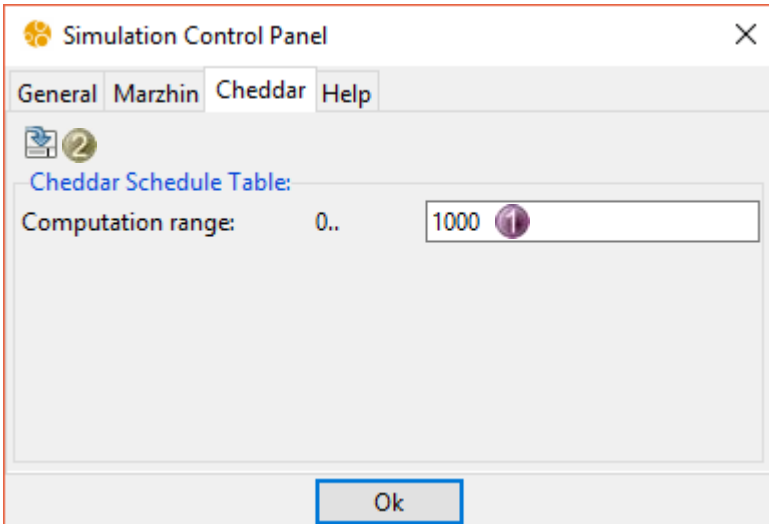 Simulation Control Panel
General Marzhin Cheddar Help
2
Cheddar Schedule Table:
Computation range: 0.. 1000 1
Ok